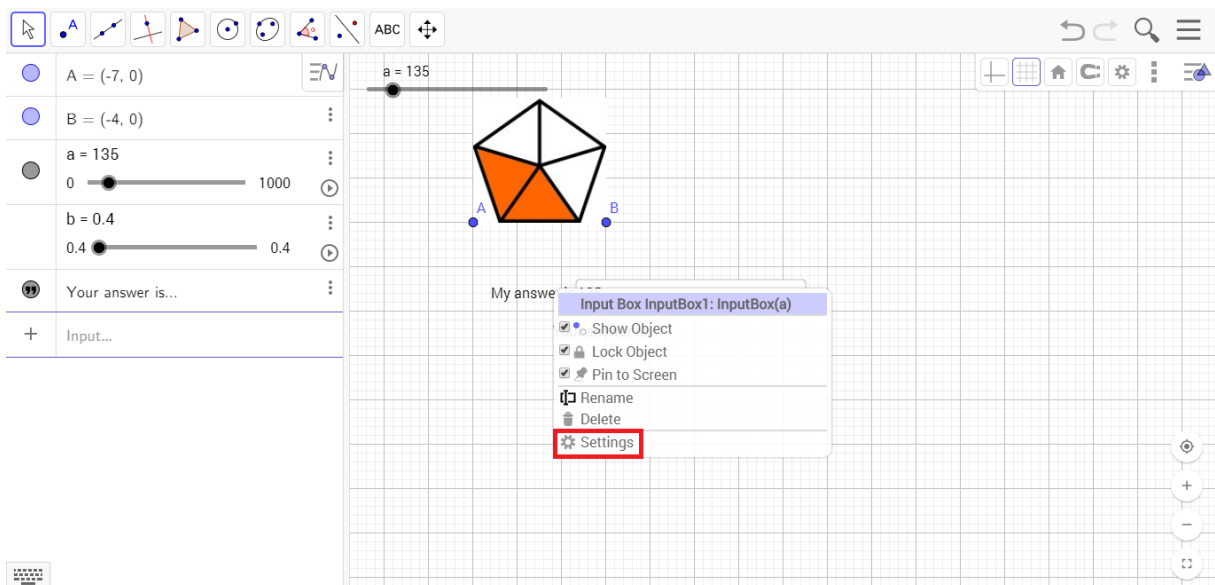 ABC
A = (-7, 0)
B = (-4, 0)
a = 135
0 1000
b = 0.4
0.4 0.4
Your answer is...
Input...
a = 135
A B
My answe
Input Box InputBox1: InputBox(a)
Show Object
Lock Object
Pin to Screen
Rename
Delete
Settings